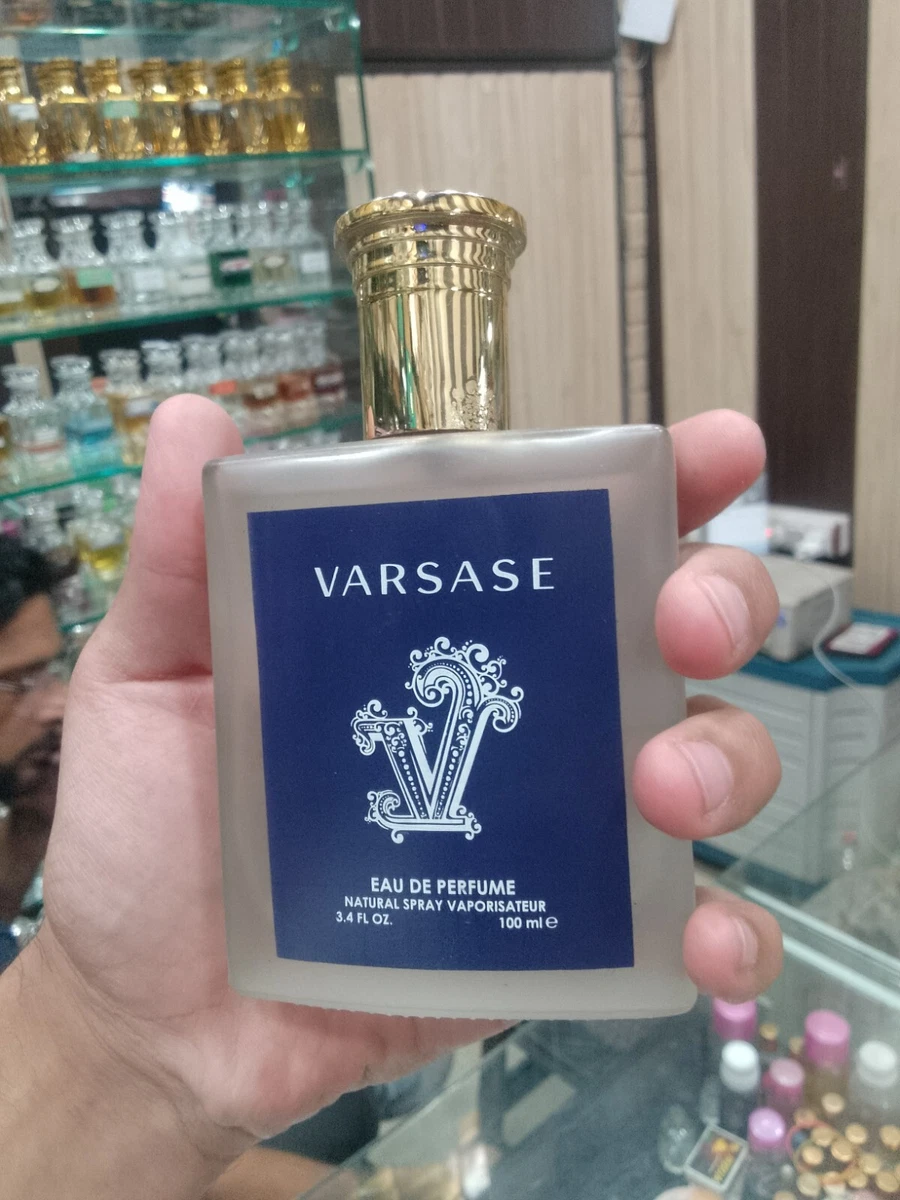 VARSASE
V
EAU DE PERFUME
NATURAL SPRAY VAPORISATEUR
3.4 FL OZ. 100 ml ℮